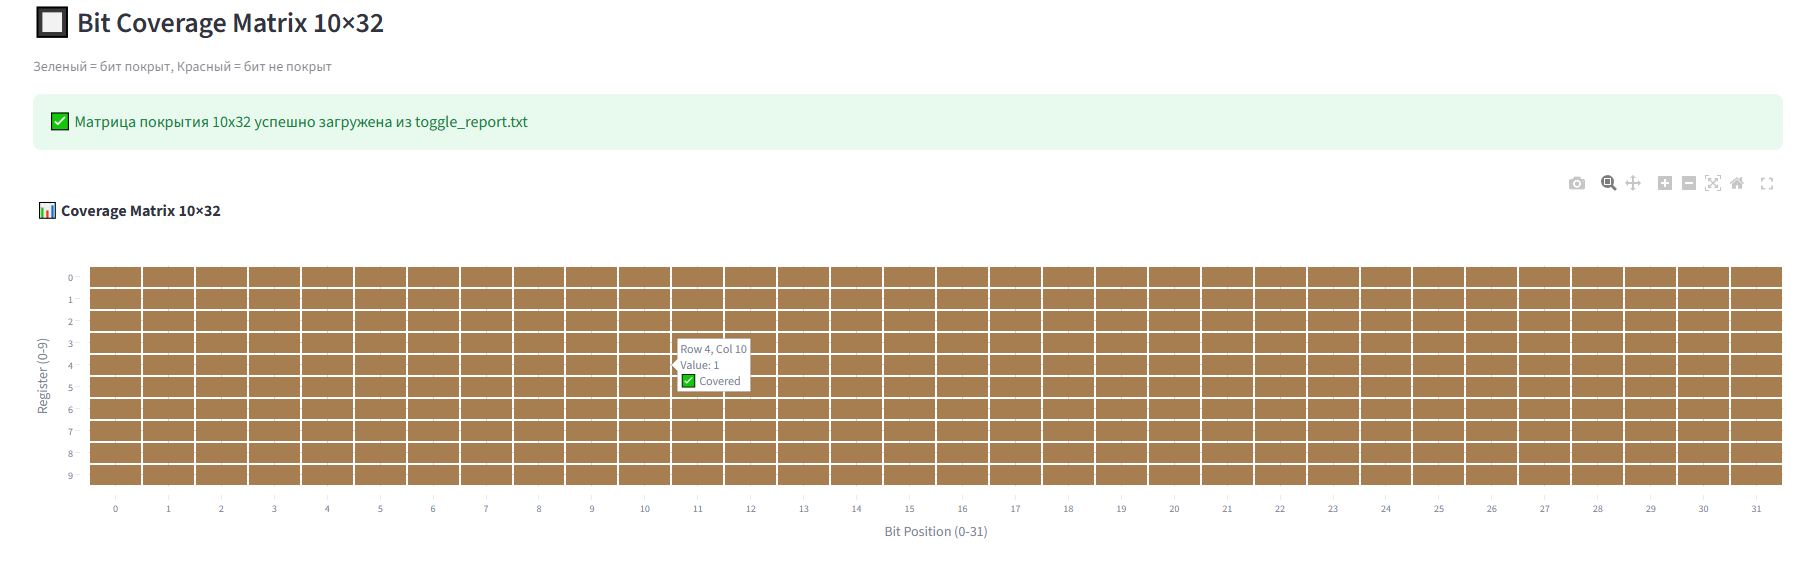 Bit Coverage Matrix 10×32
Зеленый = бит покрыт, Красный = бит не покрыт
Матрица покрытия 10x32 успешно загружена из toggle_report.txt
Coverage Matrix 10×32
Register (0-9)
0
1
2
3
4
5
6
7
8
9
Row 4, Col 10
Value: 1
Covered
0 1 2 3 4 5 6 7 8 9 10 11 12 13 14 15 16 17 18 19 20 21 22 23 24 25 26 27 28 29 30 31
Bit Position (0-31)